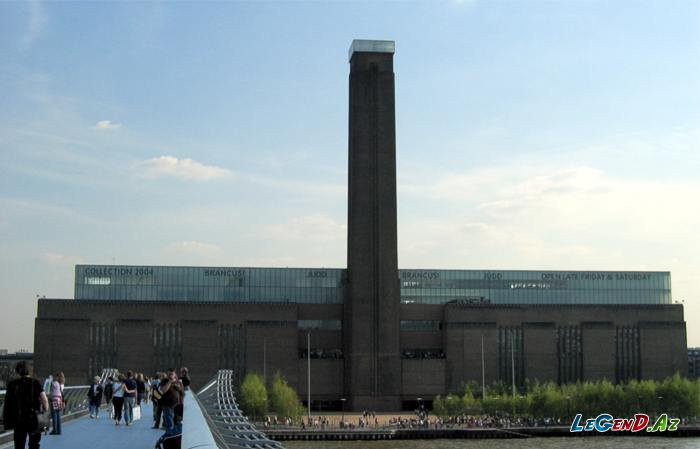 COLLECTION 2004 BRANCUSI JUDD BRANCUSI JUDD OPEN LATE FRIDAY & SATURDAY
LeGenD.Az